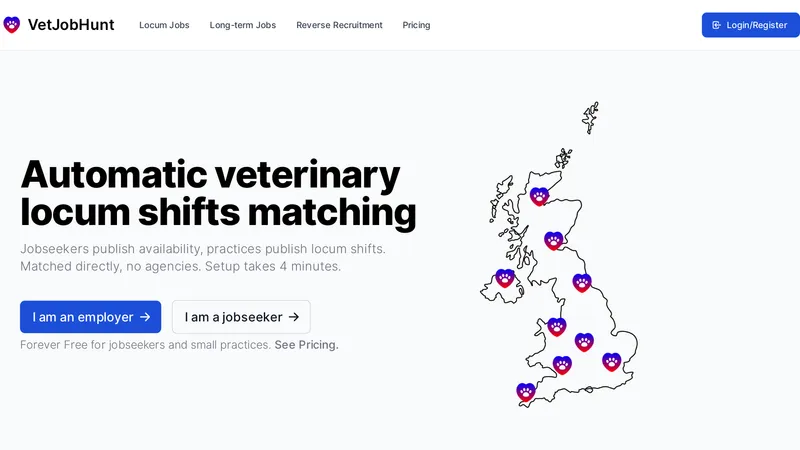 VetJobHunt
Locum Jobs
Long-term Jobs
Reverse Recruitment
Pricing
Login/Register
Automatic veterinary
locum shifts matching
Jobseekers publish availability, practices publish locum shifts.
Matched directly, no agencies. Setup takes 4 minutes.
I am an employer →
I am a jobseeker →
Forever Free for jobseekers and small practices. See Pricing.